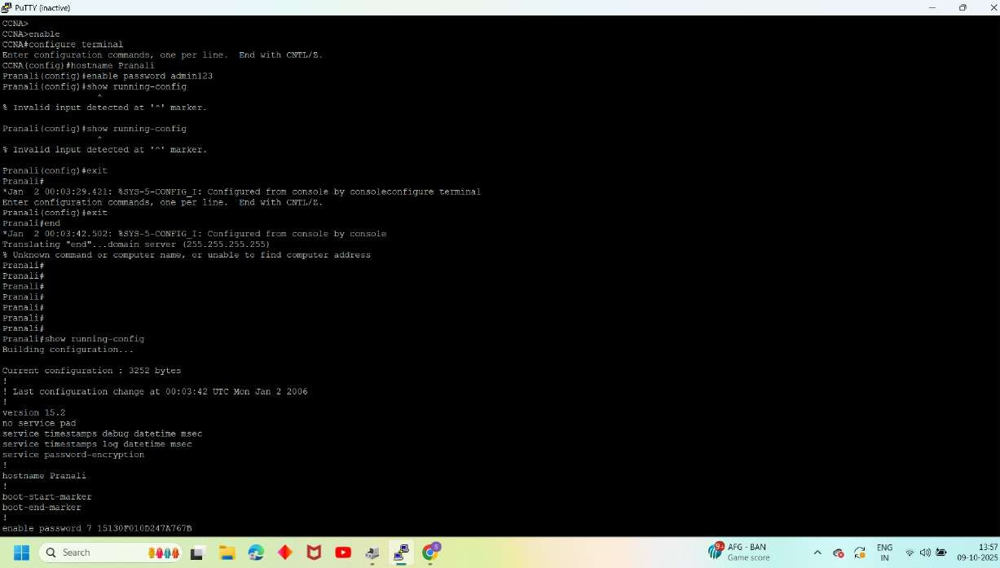 PuTTY (inactive)
CCNA>
CCNA>enable
CCNA#configure terminal
Enter configuration commands, one per line.  End with CNTL/Z.
CCNA(config)#hostname Pranali
Pranali(config)#enable password admin123
Pranali(config)#show running-config
^
% Invalid input detected at '^' marker.
Pranali(config)#show running-config
^
% Invalid input detected at '^' marker.
Pranali(config)#exit
Pranali#
*Jan  2 00:03:29.421: %SYS-5-CONFIG_I: Configured from console by consoleconfigure terminal
Enter configuration commands, one per line.  End with CNTL/Z.
Pranali(config)#exit
Pranali#end
*Jan  2 00:03:42.502: %SYS-5-CONFIG_I: Configured from console by console
Translating "end"...domain server (255.255.255.255)
% Unknown command or computer name, or unable to find computer address
Pranali#
Pranali#
Pranali#
Pranali#
Pranali#
Pranali#
Pranali#
Pranali#show running-config
Building configuration...
Current configuration : 3252 bytes
!
! Last configuration change at 00:03:42 UTC Mon Jan 2 2006
!
version 15.2
no service pad
service timestamps debug datetime msec
service timestamps log datetime msec
service password-encryption
!
hostname Pranali
!
boot-start-marker
boot-end-marker
!
enable password 7 15130F010D247A767B
Search
AFG - BAN
Game score
ENG
IN
13:57
09-10-2025